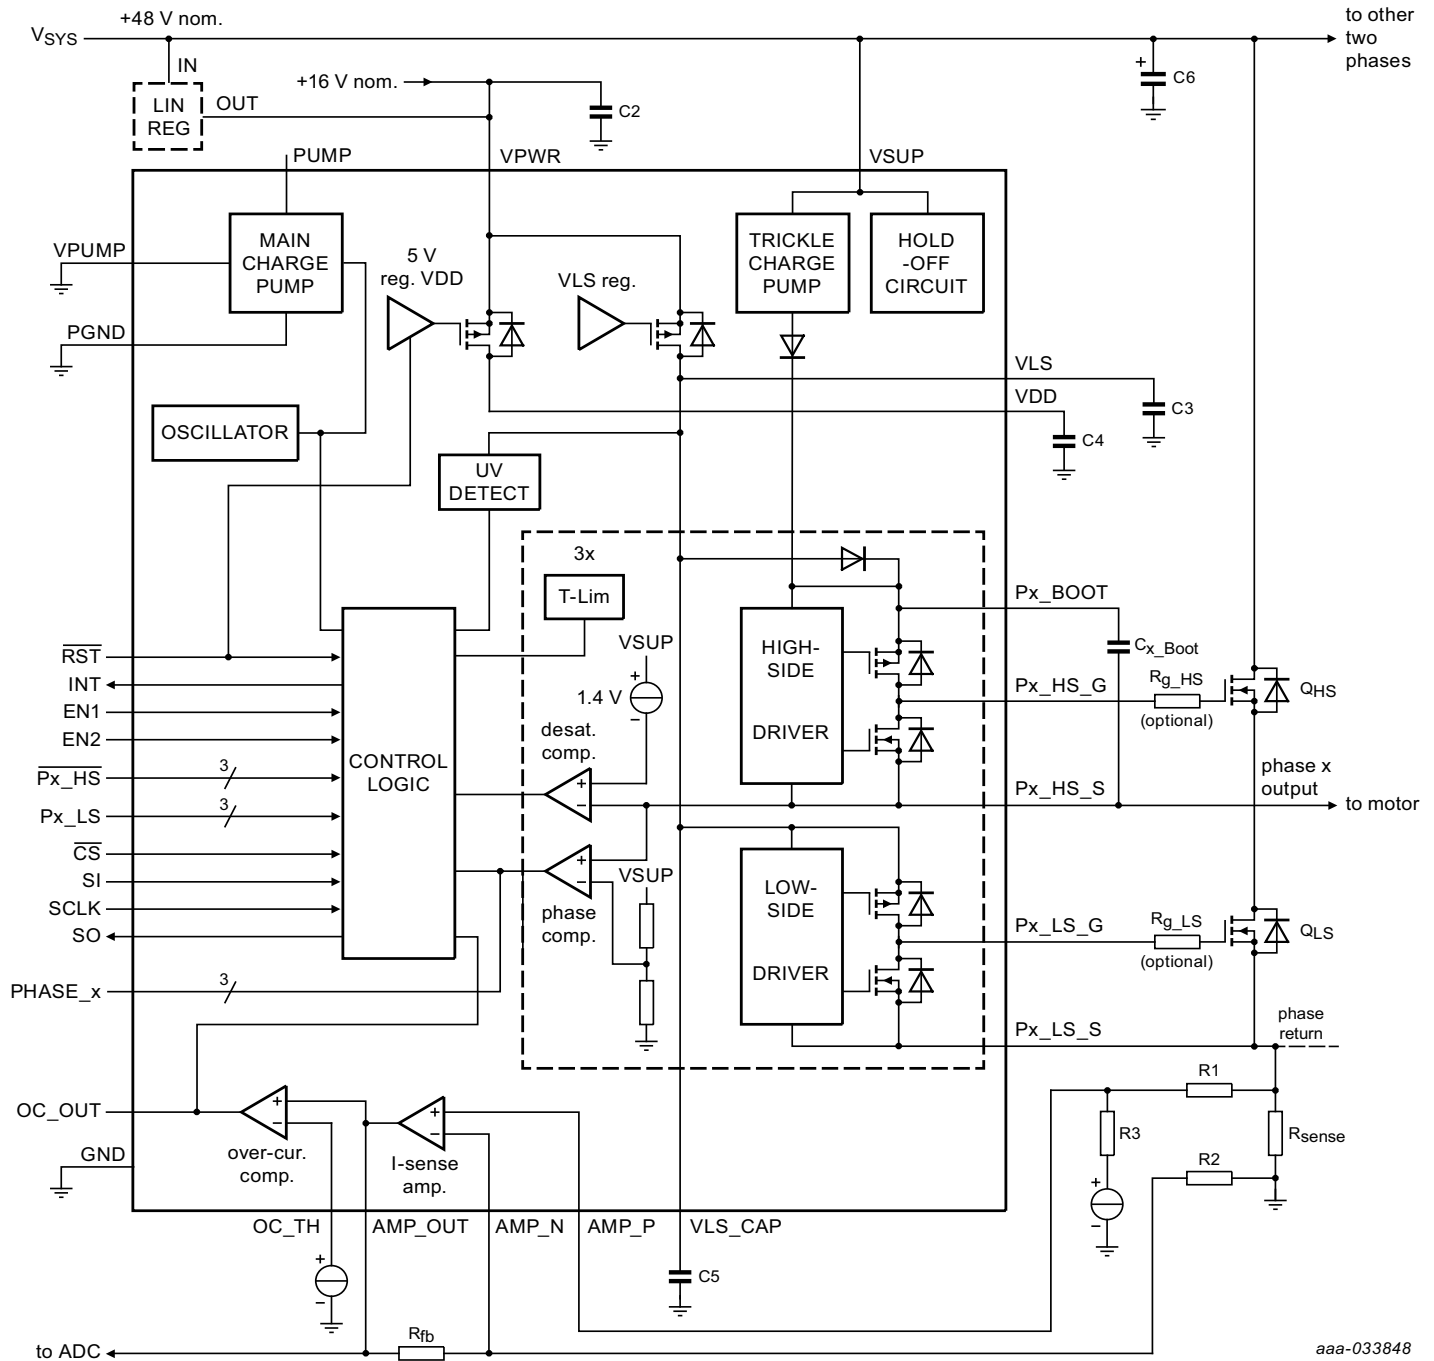 +48 V nom.
VSYS
to other
two
phases
IN
+16 V nom.
C6
LIN
REG
OUT
C2
PUMP
VPWR
VSUP
VPUMP
MAIN
CHARGE
PUMP
5 V
reg. VDD
VLS reg.
TRICKLE
CHARGE
PUMP
HOLD
-OFF
CIRCUIT
PGND
VLS
VDD
C3
OSCILLATOR
C4
UV
DETECT
3x
T-Lim
Px_BOOT
VSUP
HIGH-
SIDE
DRIVER
Cx_Boot
RST
INT
EN1
EN2
Px_HS
3
Px_LS
3
CS
SI
SCLK
SO
PHASE_x
3
CONTROL
LOGIC
+
1.4 V
−
desat.
comp.
+
−
Px_HS_G
Rg_HS
(optional)
QHS
Px_HS_S
phase x
output
to motor
+
−
VSUP
phase
comp.
LOW-
SIDE
DRIVER
Px_LS_G
Rg_LS
(optional)
QLS
Px_LS_S
phase
return
R1
R3
Rsense
R2
+
−
OC_OUT
+
−
over-cur.
comp.
+
−
I-sense
amp.
GND
OC_TH
AMP_OUT
AMP_N
AMP_P
VLS_CAP
+
−
C5
Rfb
to ADC
aaa-033848